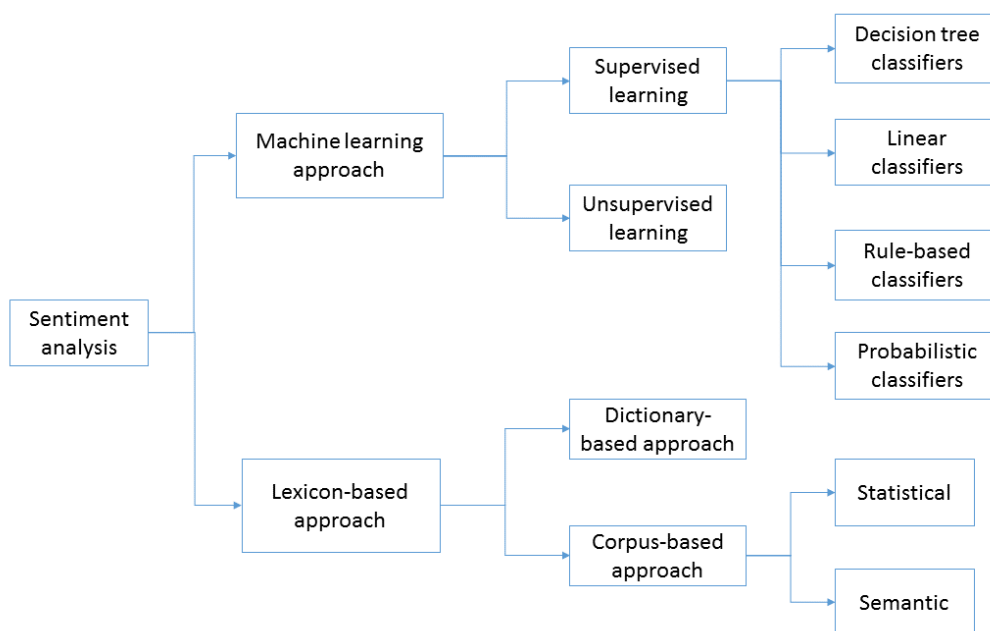 Decision tree
classifiers
Supervised
learning
Machine learning
approach
Linear
classifiers
Unsupervised
learning
Rule-based
classifiers
Sentiment
analysis
Probabilistic
classifiers
Dictionary-
based approach
Lexicon-based
approach
Statistical
Corpus-based
approach
Semantic